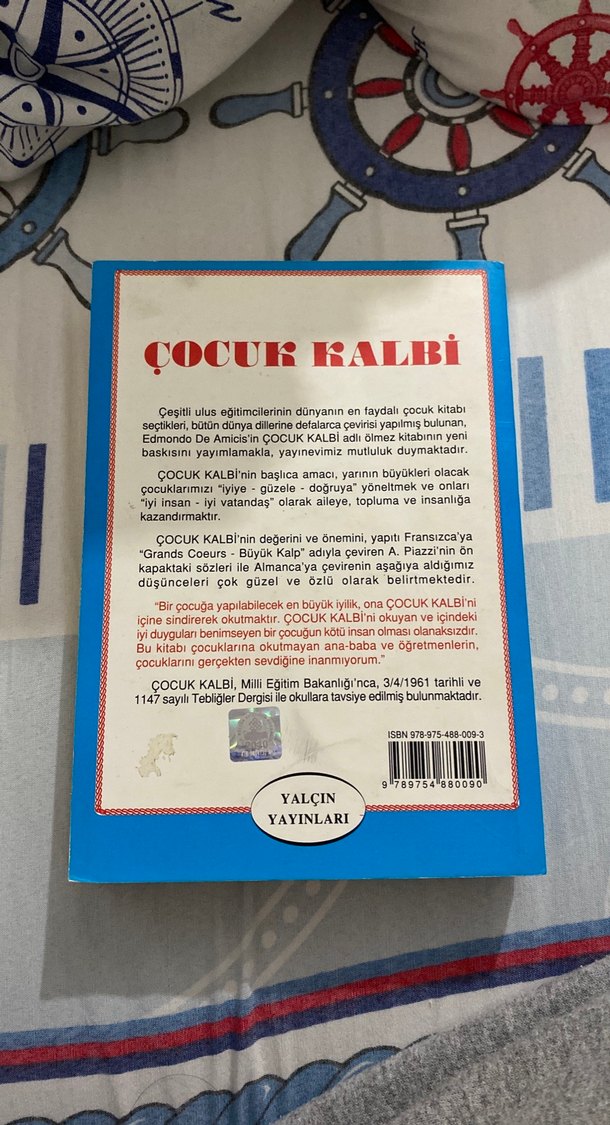 ÇOCUK KALBİ
Çeşitli ulus eğitimcilerinin dünyanın en faydalı çocuk kitabı
seçtikleri, bütün dünya dillerine defalarca çevirisi yapılmış bulunan,
Edmondo De Amicis'in ÇOCUK KALBİ adlı ölmez kitabının yeni
baskısını yayımlamakla, yayınevimiz mutluluk duymaktadır.
ÇOCUK KALBİ'nin başlıca amacı, yarının büyükleri olacak
çocuklarımızı "iyiye - güzele - doğruya" yöneltmek ve onları
"iyi insan - iyi vatandaş" olarak aileye, topluma ve insanlığa
kazandırmaktır.
ÇOCUK KALBİ'nin değerini ve önemini, yapıtı Fransızca'ya
"Grands Coeurs - Büyük Kalp" adıyla çeviren A. Piazzi'nin ön
kapaktaki sözleri ile Almanca'ya çevirenin aşağıya aldığımız
düşünceleri çok güzel ve özlü olarak belirtmektedir.
"Bir çocuğa yapılabilecek en büyük iyilik, ona ÇOCUK KALBİ'ni
içine sindirerek okutmaktır. ÇOCUK KALBİ'ni okuyan ve içindeki
iyi duyguları benimseyen bir çocuğun kötü insan olması olanaksızdır.
Bu kitabı çocuklarına okutmayan ana-baba ve öğretmenlerin,
çocuklarını gerçekten sevdiğine inanmıyorum."
ÇOCUK KALBİ, Milli Eğitim Bakanlığı'nca, 3/4/1961 tarihli ve
1147 sayılı Tebliğler Dergisi ile okullara tavsiye edilmiş bulunmaktadır.
ISBN 978-975-488-009-3
9 789754 880090
YALÇIN
YAYINLARI